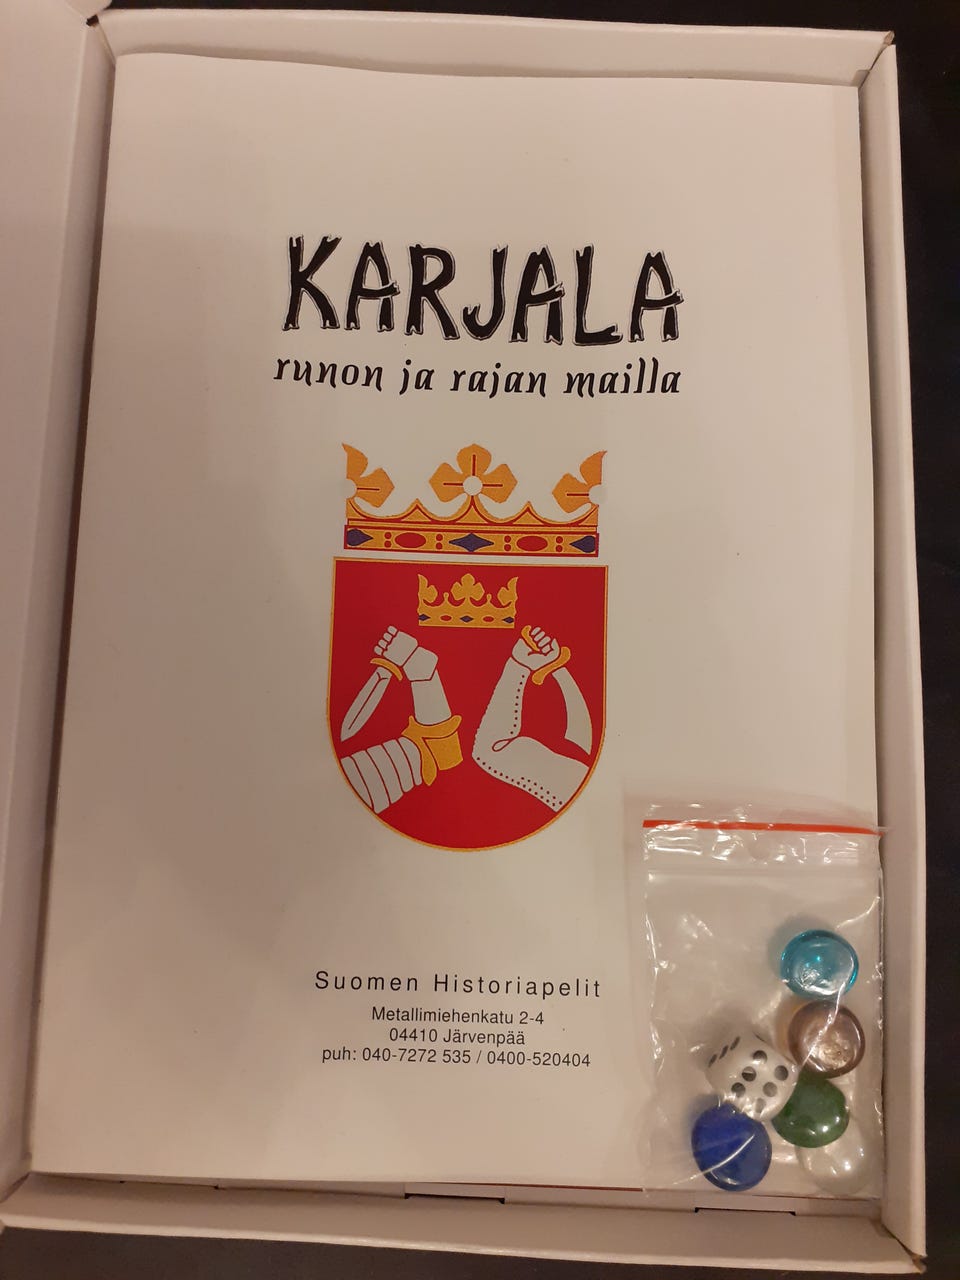 KARJALA
runon ja rajan mailla
Suomen Historiapelit
Metallimiehenkatu 2-4
04410 Järvenpää
puh: 040-7272 535 / 0400-520404